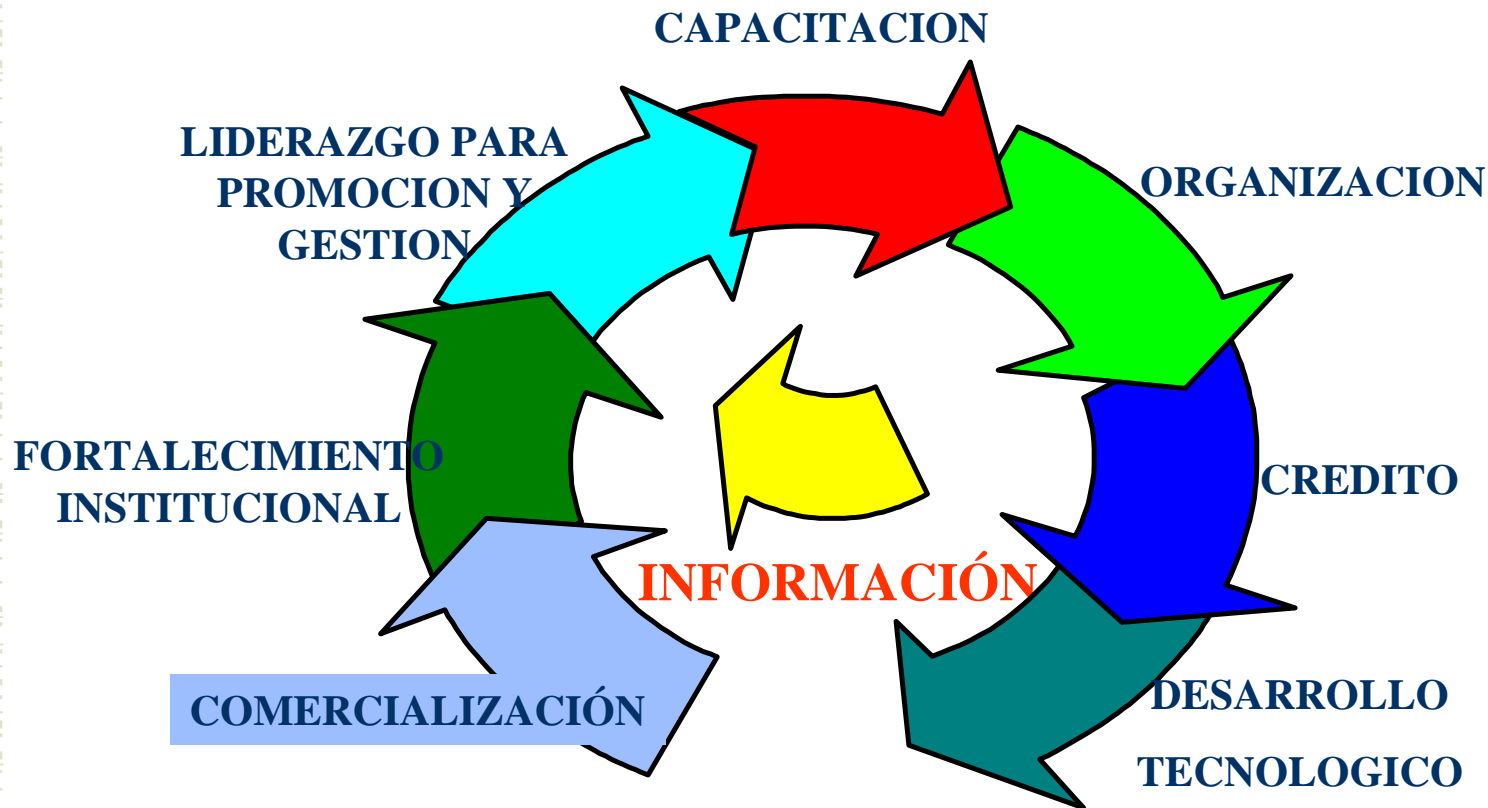 CAPACITACION
LIDERAZGO PARA
PROMOCION Y
GESTION
ORGANIZACION
FORTALECIMIENTO
INSTITUCIONAL
CREDITO
INFORMACIÓN
COMERCIALIZACIÓN
DESARROLLO
TECNOLOGICO